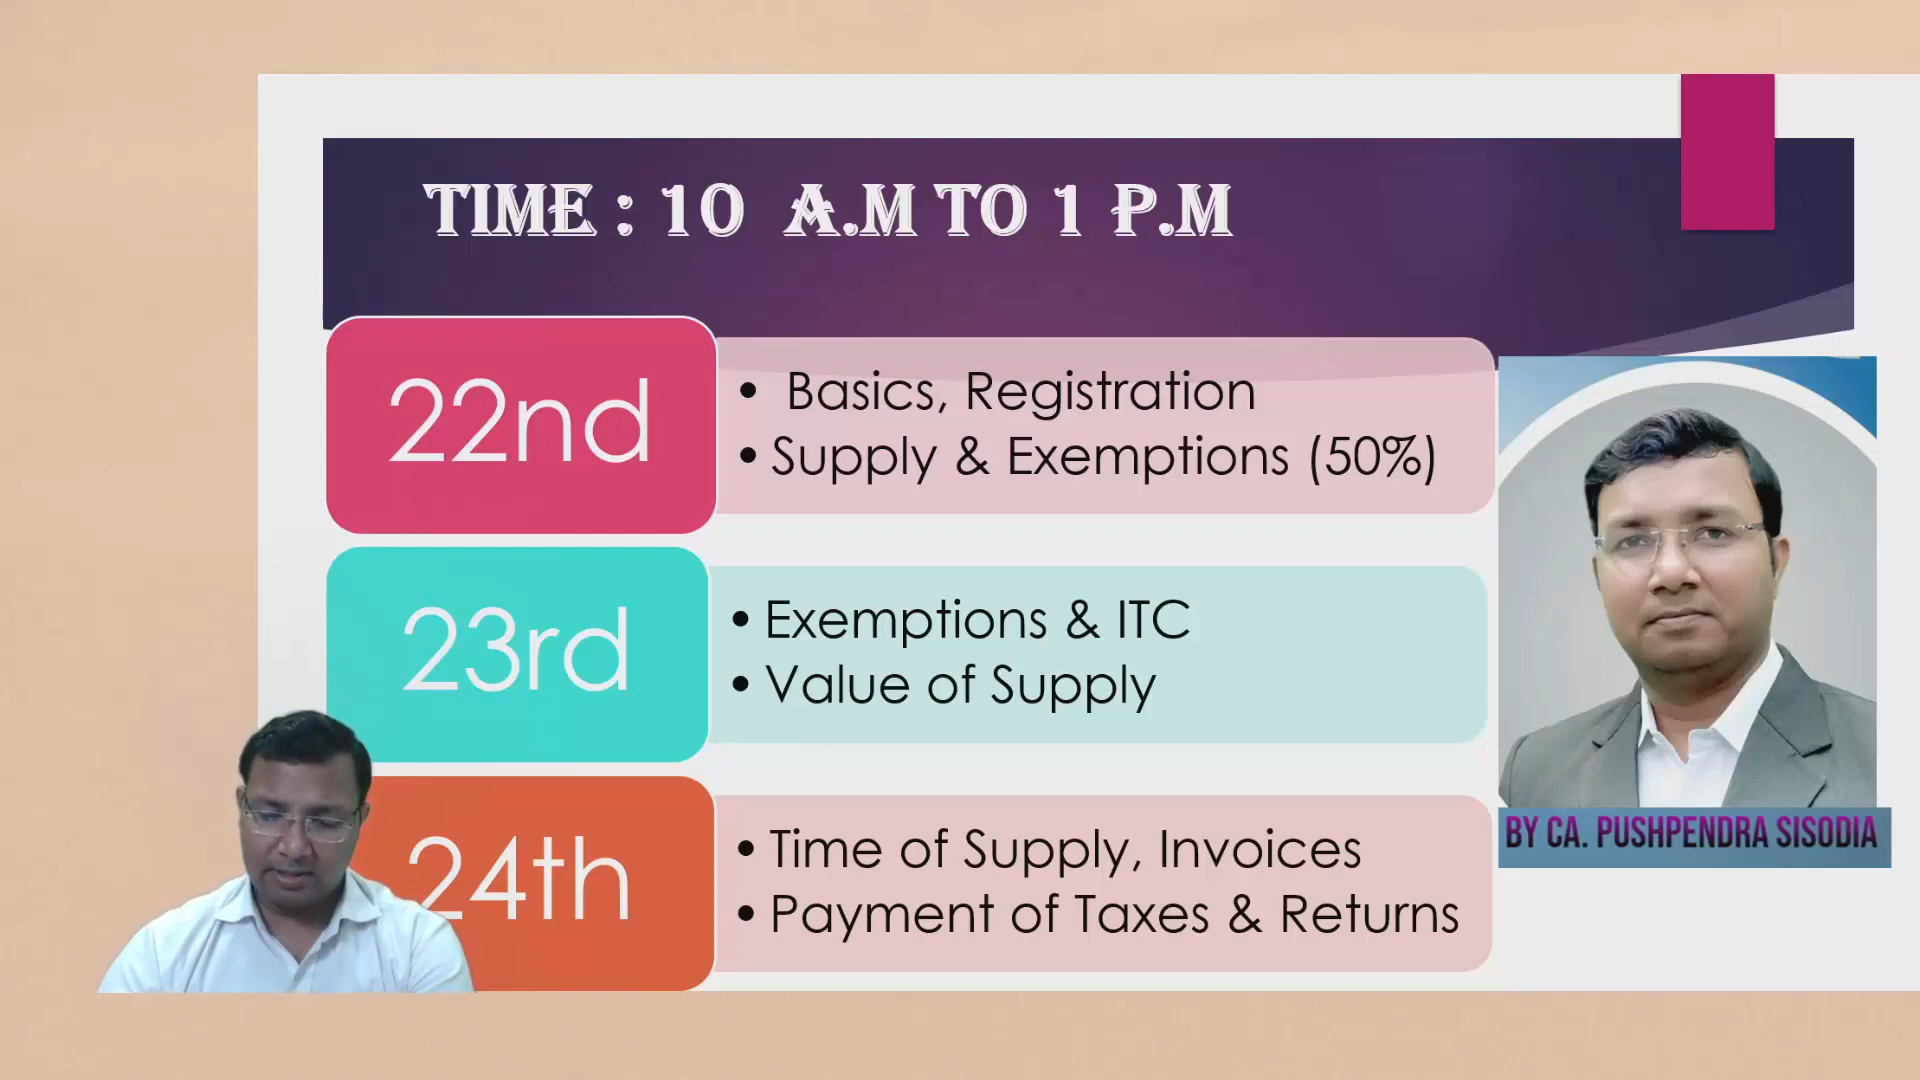 TIME : 10 A.M TO 1 P.M
22nd
• Basics, Registration
• Supply & Exemptions (50%)
23rd
• Exemptions & ITC
• Value of Supply
24th
• Time of Supply, Invoices
• Payment of Taxes & Returns
BY CA. PUSHPENDRA SISODIA